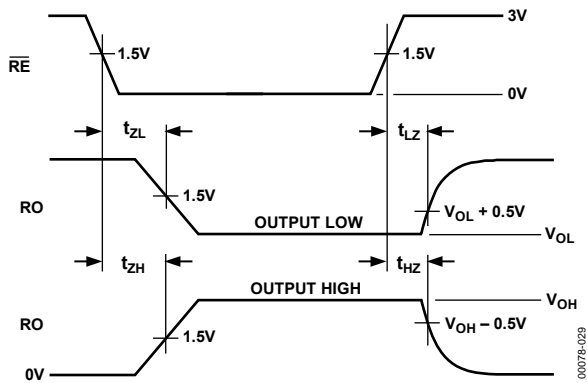 3V
RE
1.5V
1.5V
0V
tZL
tLZ
RO
1.5V
OUTPUT LOW
VOL + 0.5V
VOL
tZH
tHZ
OUTPUT HIGH
VOH
RO
1.5V
VOH – 0.5V
0V
00078-029